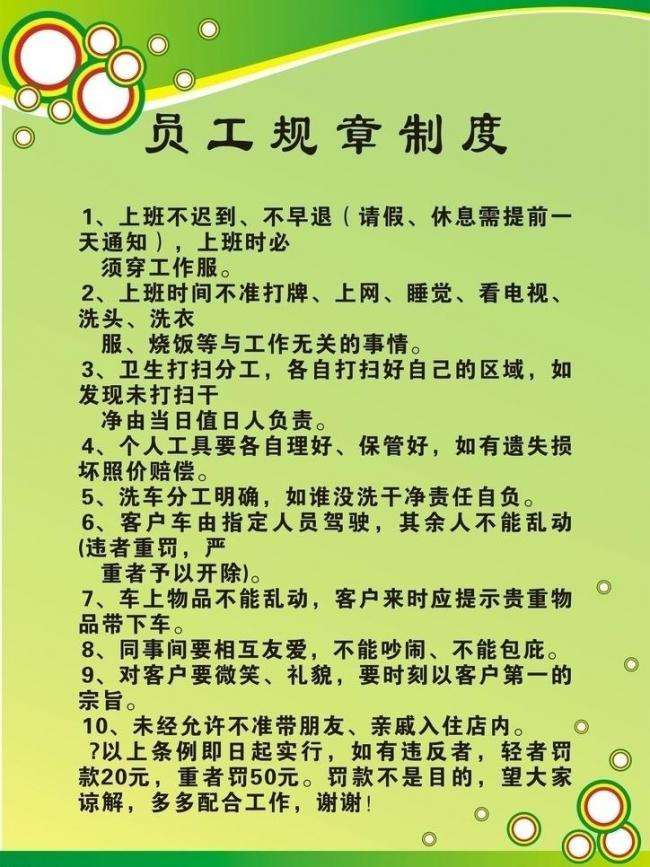 员工规章制度
1、上班不迟到、不早退（请假、休息需提前一
天通知），上班时必
须穿工作服。
2、上班时间不准打牌、上网、睡觉、看电视、
洗头、洗衣
服、烧饭等与工作无关的事情。
3、卫生打扫分工，各自打扫好自己的区域，如
发现未打扫干
净由当日值日人负责。
4、个人工具要各自理好、保管好，如有遗失损
坏照价赔偿。
5、洗车分工明确，如谁没洗干净责任自负。
6、客户车由指定人员驾驶，其余人不能乱动
(违者重罚，严
重者予以开除)。
7、车上物品不能乱动，客户来时应提示贵重物
品带下车。
8、同事间要相互友爱，不能吵闹、不能包庇。
9、对客户要微笑、礼貌，要时刻以客户第一的
宗旨。
10、未经允许不准带朋友、亲戚入住店内。
?以上条例即日起实行，如有违反者，轻者罚
款20元，重者罚50元。罚款不是目的，望大家
谅解，多多配合工作，谢谢！